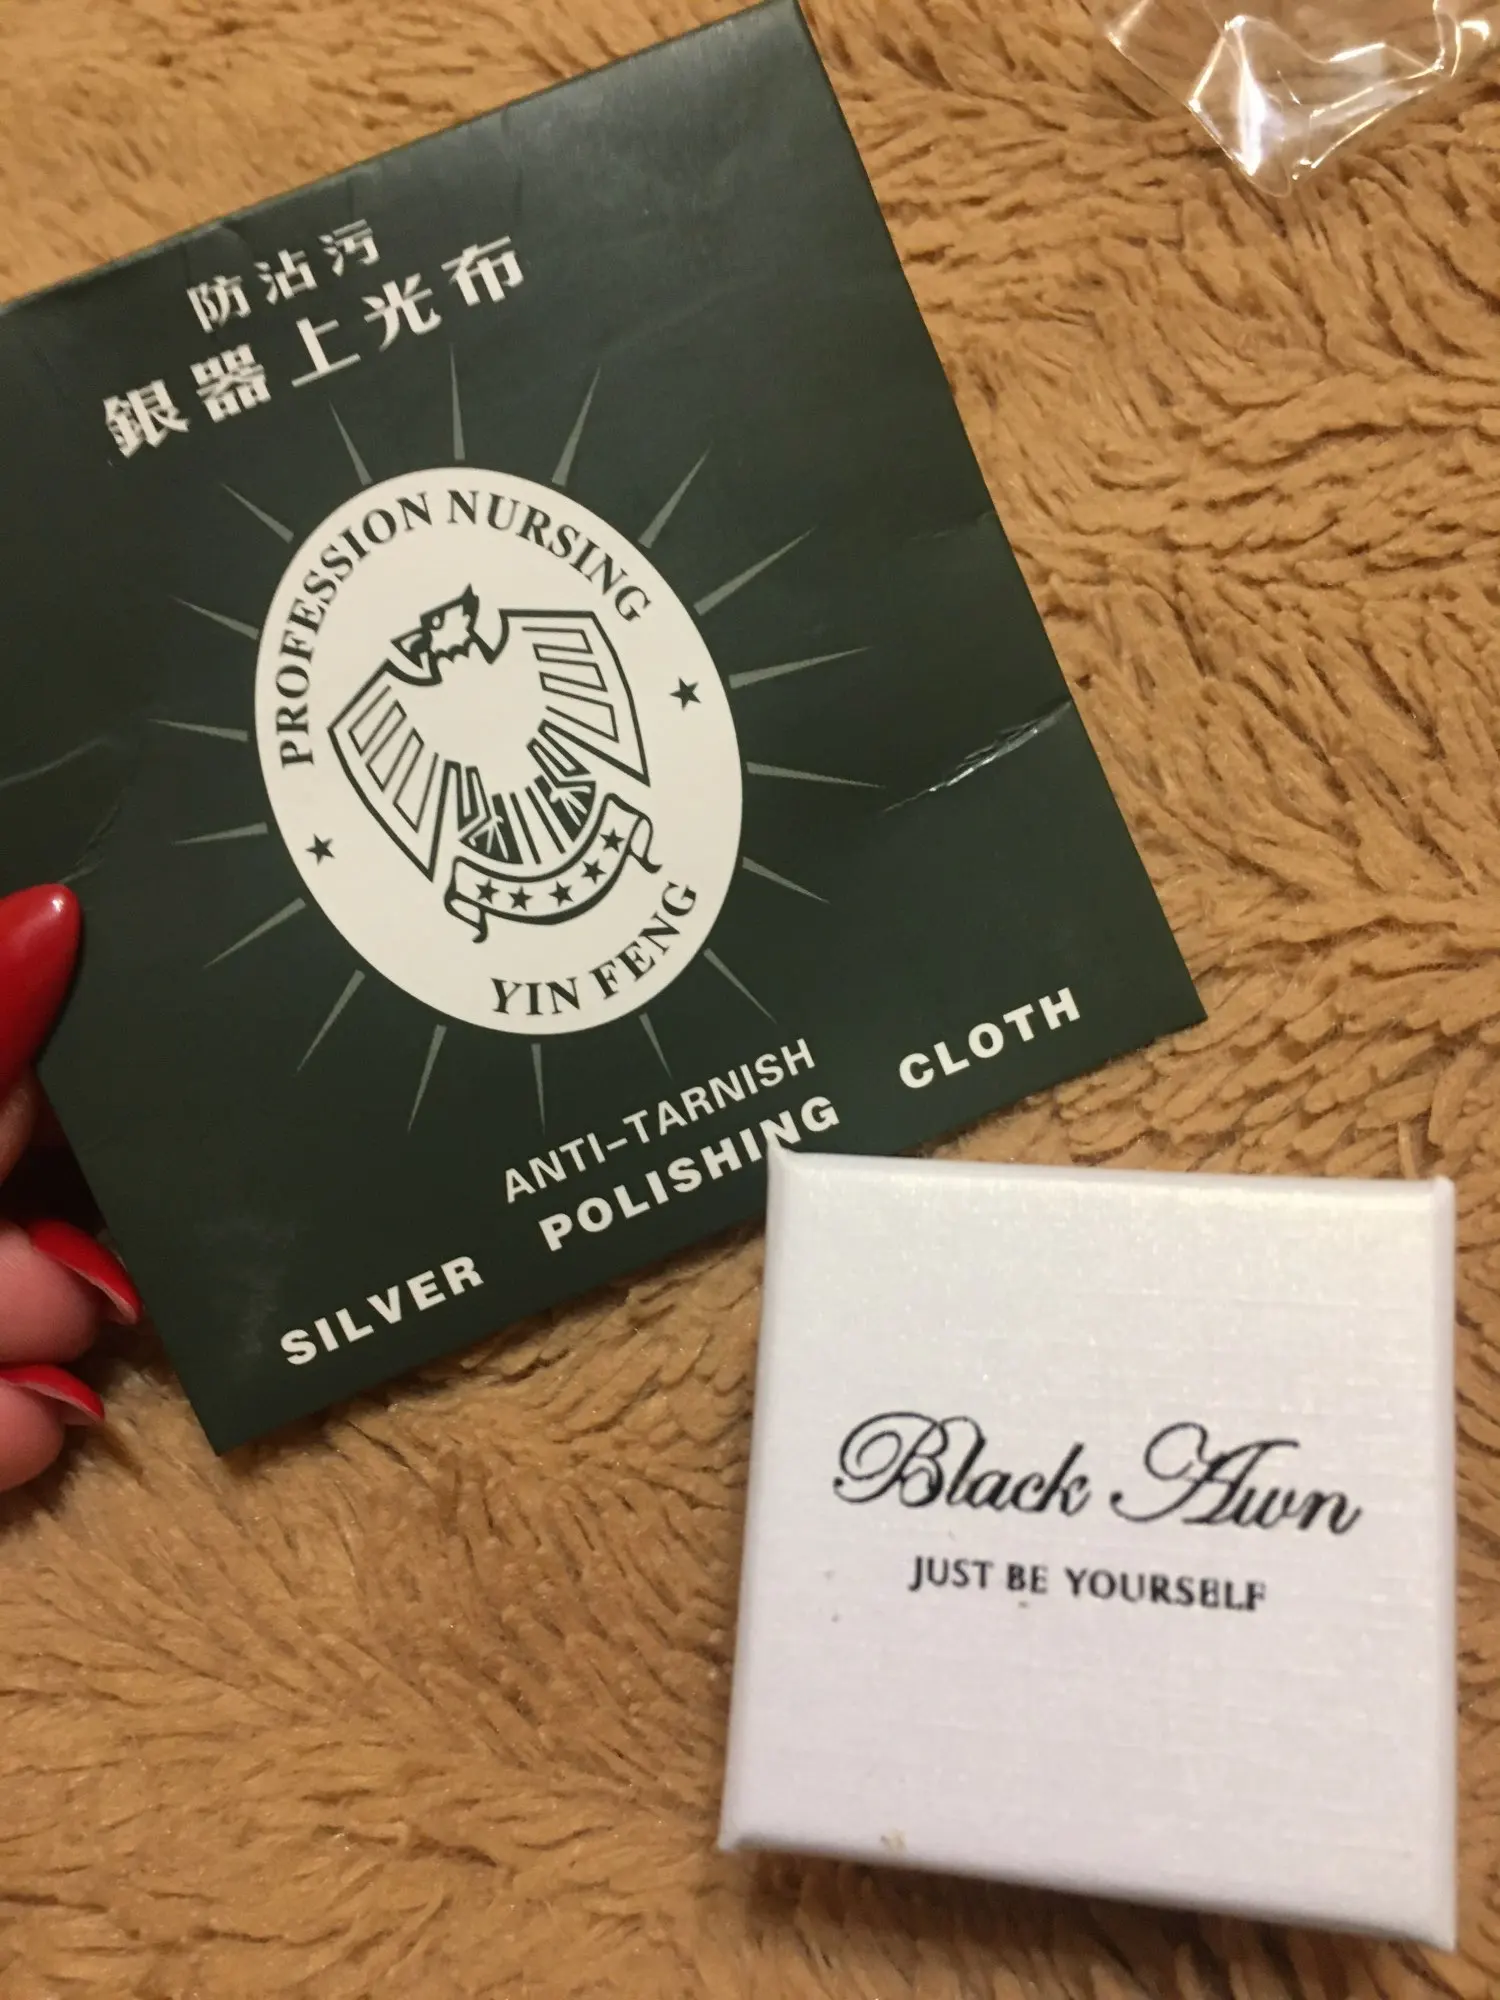 防沾污
銀器上光布
PROFESSION NURSING
YIN FENG
ANTI-TARNISH
SILVER POLISHING CLOTH
Black Awn
JUST BE YOURSELF